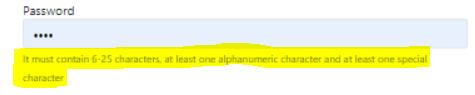 Password
••••
It must contain 6-25 characters, at least one alphanumeric character and at least one special
character